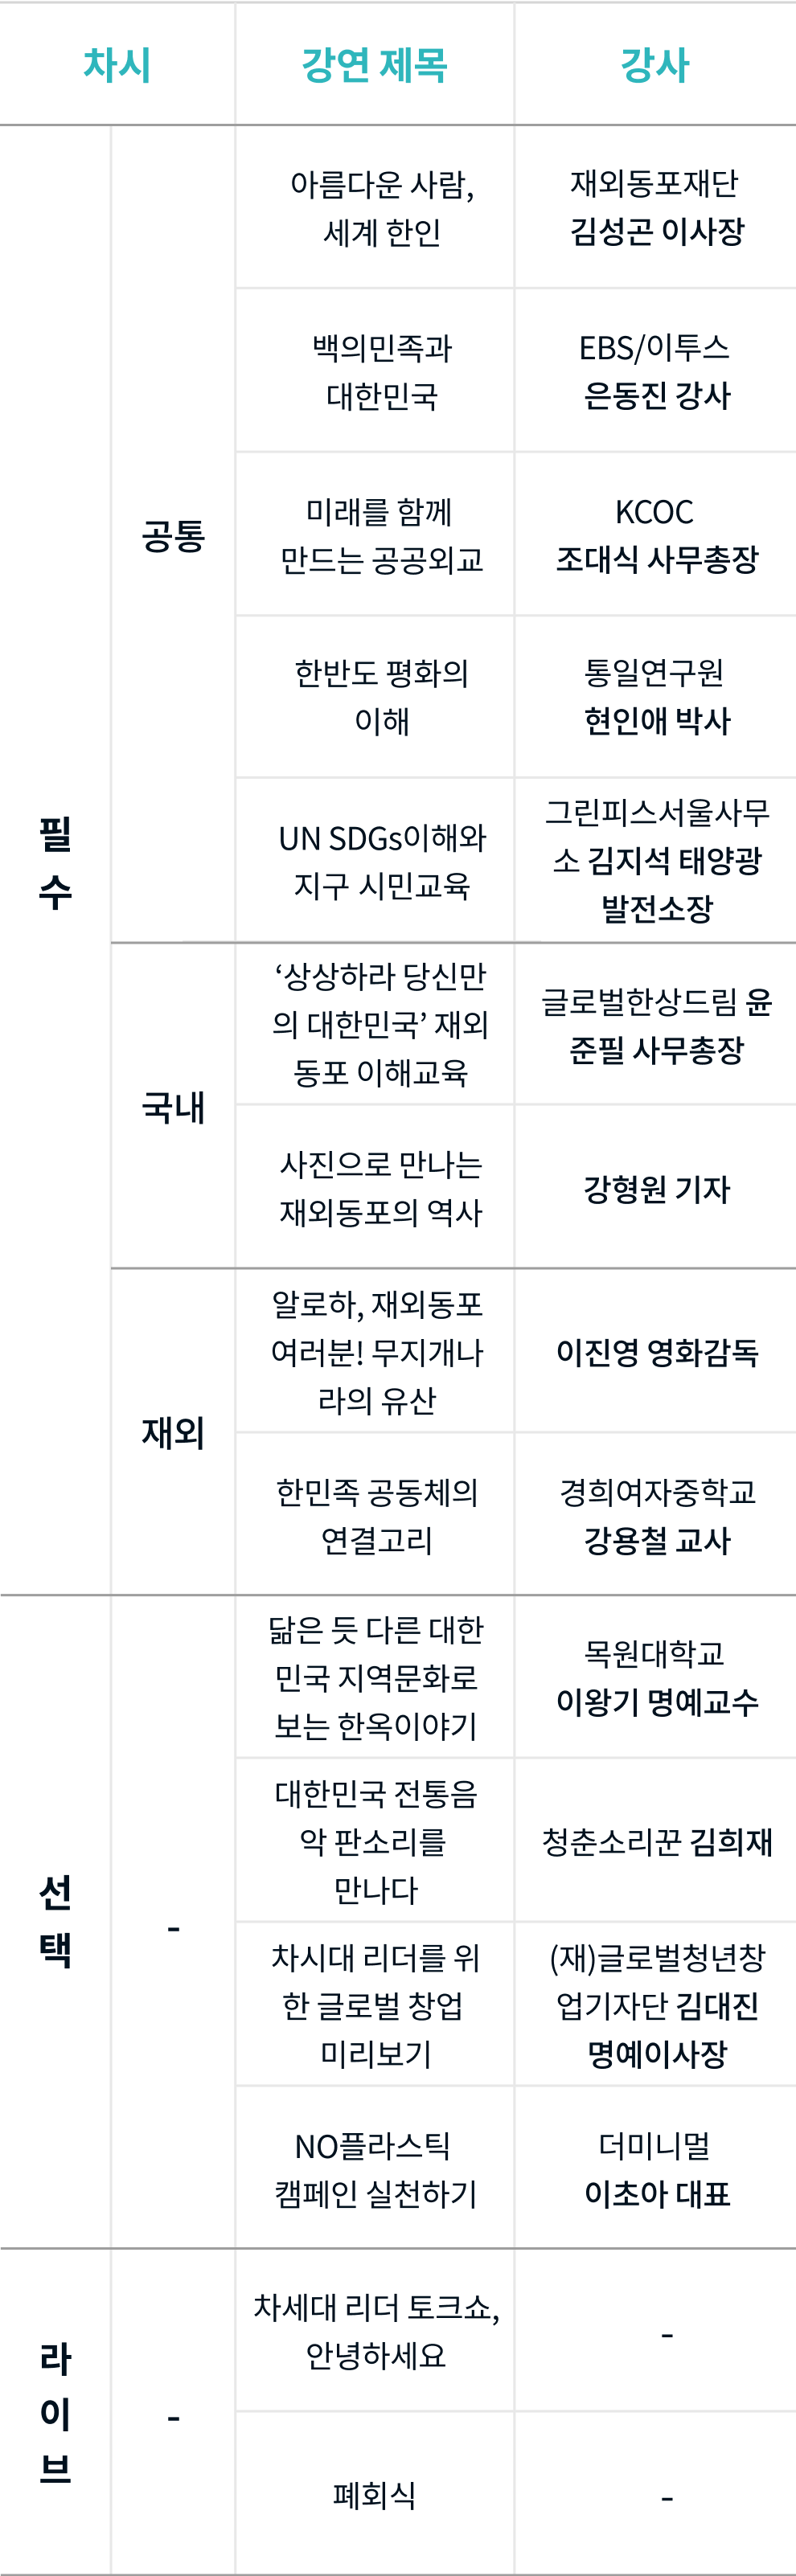 차시
강연 제목
강사
필
수
공통
아름다운 사람,
세계 한인
재외동포재단
김성곤 이사장
백의민족과
대한민국
EBS/이투스
은동진 강사
미래를 함께
만드는 공공외교
KCOC
조대식 사무총장
한반도 평화의
이해
통일연구원
현인애 박사
UN SDGs이해와
지구 시민교육
그린피스서울사무
소 김지석 태양광
발전소장
국내
‘상상하라 당신만
의 대한민국’ 재외
동포 이해교육
글로벌한상드림 윤
준필 사무총장
사진으로 만나는
재외동포의 역사
강형원 기자
재외
알로하, 재외동포
여러분! 무지개나
라의 유산
이진영 영화감독
한민족 공동체의
연결고리
경희여자중학교
강용철 교사
선
택
-
닮은 듯 다른 대한
민국 지역문화로
보는 한옥이야기
목원대학교
이왕기 명예교수
대한민국 전통음
악 판소리를
만나다
청춘소리꾼 김희재
차시대 리더를 위
한 글로벌 창업
미리보기
(재)글로벌청년창
업기자단 김대진
명예이사장
NO플라스틱
캠페인 실천하기
더미니멀
이초아 대표
라
이
브
-
차세대 리더 토크쇼,
안녕하세요
-
폐회식
-